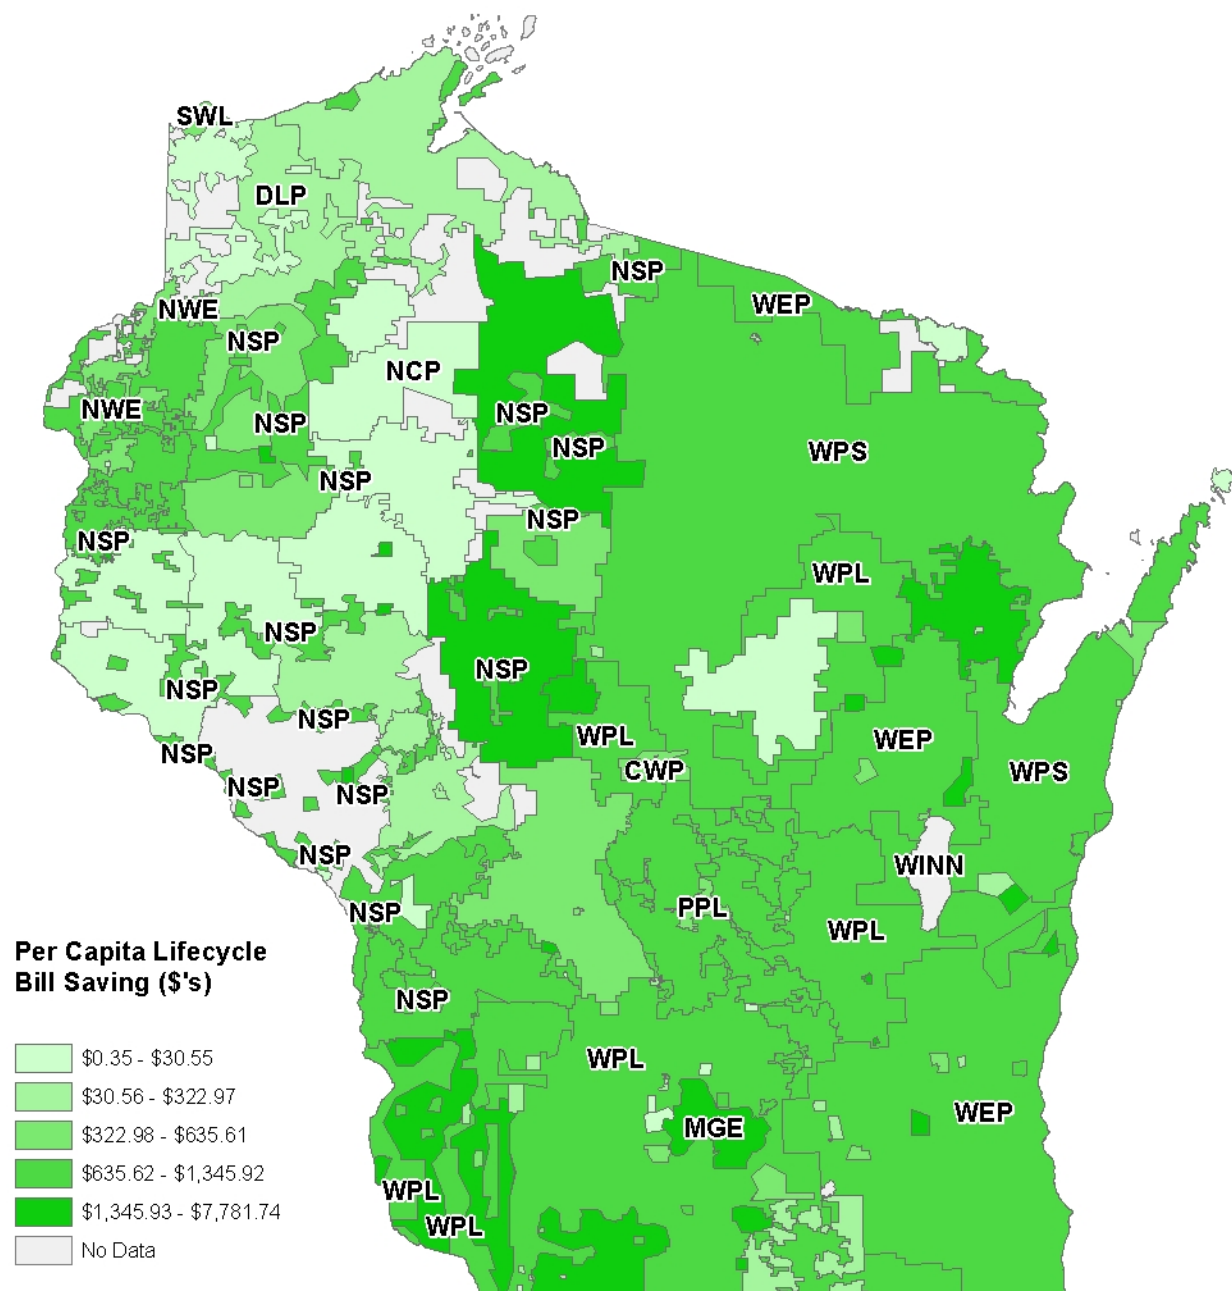 SWL
DLP
NSP
WEP
NWE
NSP
NCP
NWE
NSP
NSP
NSP
WPS
NSP
NSP
NSP
WPL
NSP
NSP
NSP
NSP
WPL
WEP
NSP
CWP
WPS
NSP
NSP
NSP
WINN
NSP
PPL
WPL
Per Capita Lifecycle
Bill Saving ($'s)
NSP
WPL
$0.35 - $30.55
$30.56 - $322.97
$322.98 - $635.61
$635.62 - $1,345.92
$1,345.93 - $7,781.74
No Data
WEP
MGE
WPL
WPL